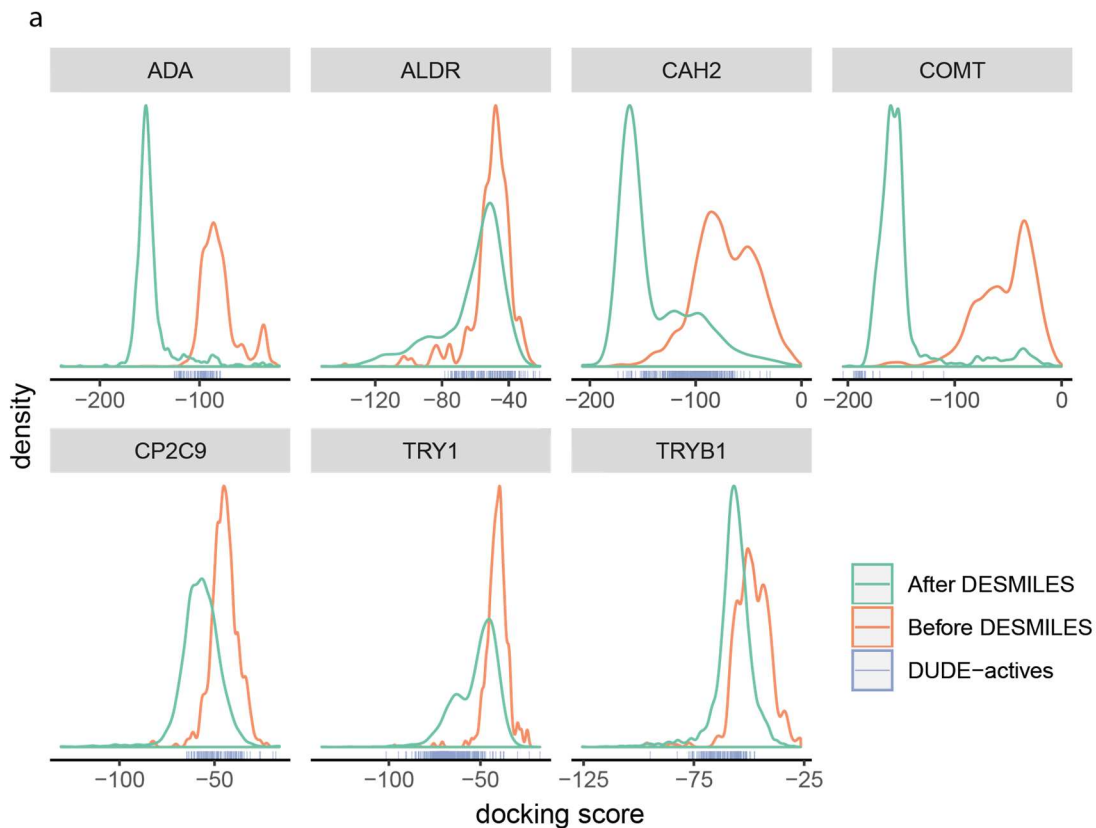 a
ADA ALDR CAH2 COMT
−200 −100 −120 −80 −40 −200 −100 0 −200 −100 0
density
CP2C9 TRY1 TRYB1
After DESMILES
Before DESMILES
DUDE−actives
−100 −50 −100 −50 −125 −75 −25
docking score